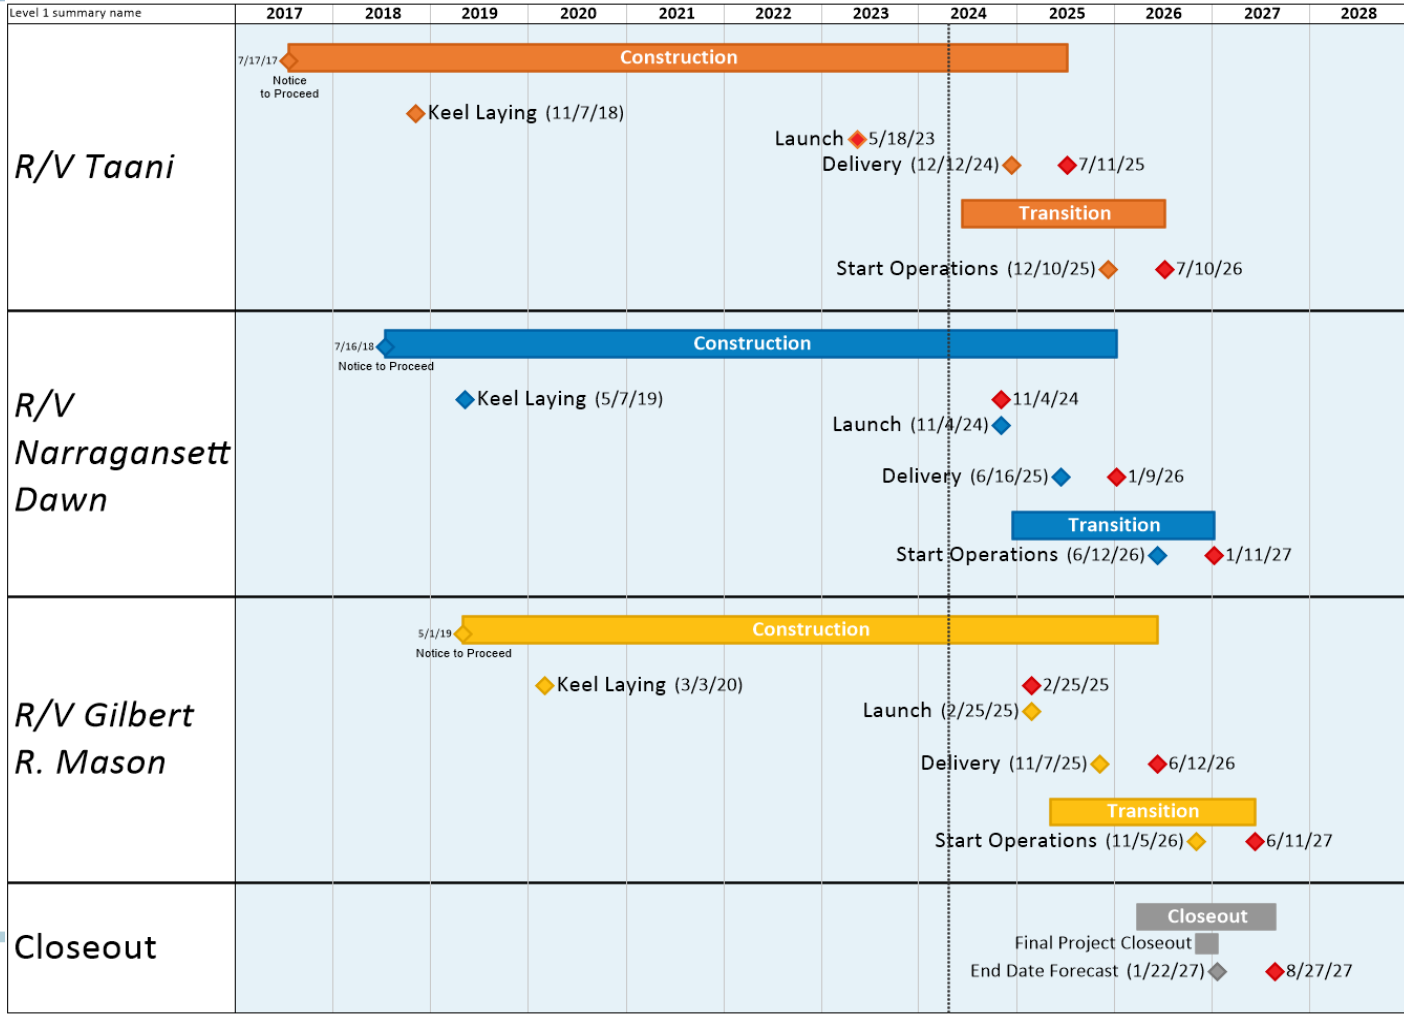 Level 1 summary name
2017 2018 2019 2020 2021 2022 2023 2024 2025 2026 2027 2028
R/V Taani
Construction
7/17/17
Notice
to Proceed
Keel Laying (11/7/18)
Launch 5/18/23
Delivery (12/12/24) 7/11/25
Transition
Start Operations (12/10/25) 7/10/26
R/V
Narragansett
Dawn
Construction
7/16/18
Notice to Proceed
Keel Laying (5/7/19) 11/4/24
Launch (11/4/24)
Delivery (6/16/25) 1/9/26
Transition
Start Operations (6/12/26) 1/11/27
R/V Gilbert
R. Mason
Construction
5/1/19
Notice to Proceed
Keel Laying (3/3/20) 2/25/25
Launch (2/25/25)
Delivery (11/7/25) 6/12/26
Transition
Start Operations (11/5/26) 6/11/27
Closeout
Closeout
Final Project Closeout
End Date Forecast (1/22/27) 8/27/27